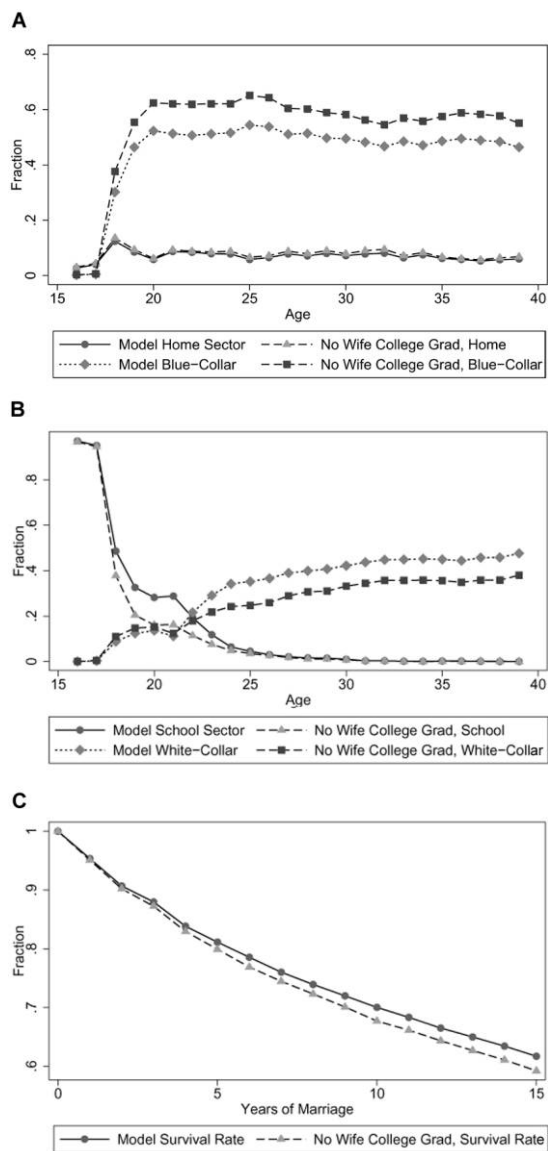 A
Fraction
0 .2 .4 .6 .8
15 20 25 30 35 40
Age
Model Home Sector No Wife College Grad, Home
Model Blue-Collar No Wife College Grad, Blue-Collar
B
Fraction
0 .2 .4 .6 .8
15 20 25 30 35 40
Age
Model School Sector No Wife College Grad, School
Model White-Collar No Wife College Grad, White-Collar
C
Fraction
.6 .7 .8 .9 1
0 5 10 15
Years of Marriage
Model Survival Rate No Wife College Grad, Survival Rate